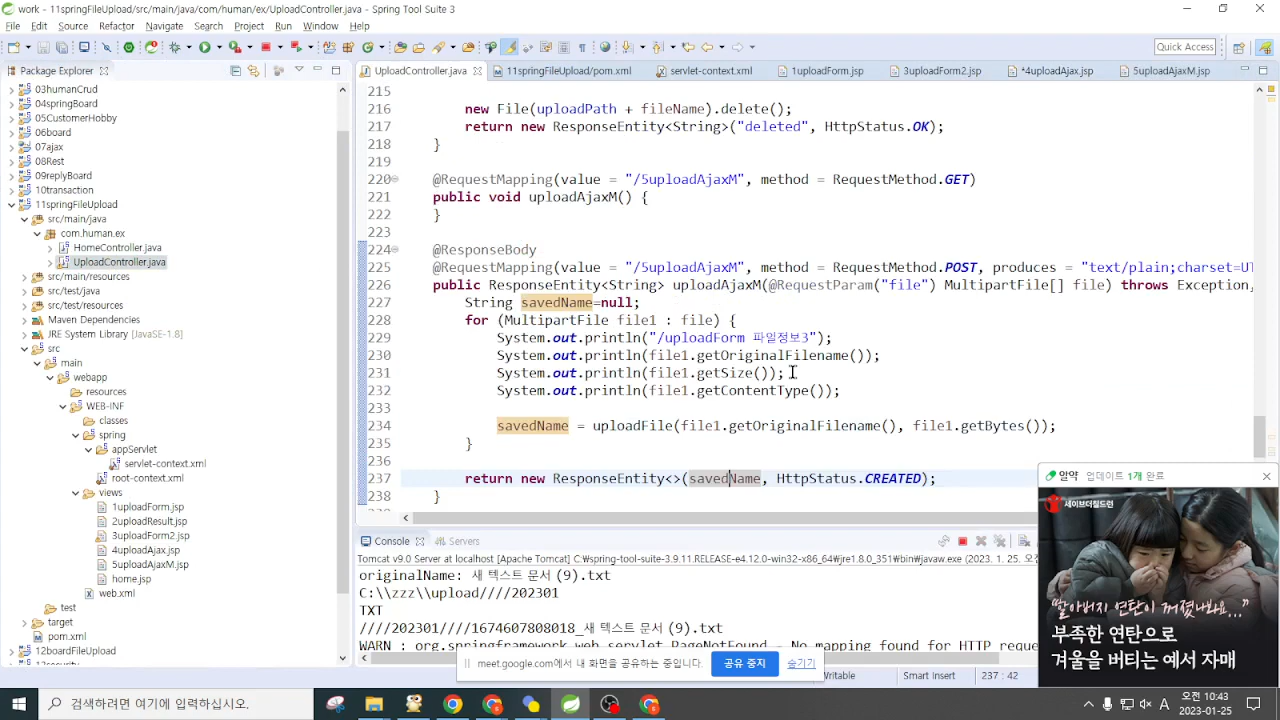 work - 11springFileUpload/src/main/java/com/human/ex/UploadController.java - Spring Tool Suite 3
File Edit Source Refactor Navigate Search Project Run Window Help
Quick Access
Package Explorer
03humanCrud
04springBoard
05CustomerHobby
06board
07ajax
08Rest
09replyBoard
10transaction
11springFileUpload
src/main/java
com.human.ex
HomeController.java
UploadController.java
src/main/resources
src/test/java
src/test/resources
Maven Dependencies
JRE System Library [JavaSE-1.8]
src
main
webapp
resources
WEB-INF
classes
spring
appServlet
servlet-context.xml
root-context.xml
views
1uploadForm.jsp
2uploadResult.jsp
3uploadForm2.jsp
4uploadAjax.jsp
5uploadAjaxM.jsp
home.jsp
web.xml
test
target
pom.xml
12boardFileUpload
UploadController.java 11springFileUpload/pom.xml servlet-context.xml 1uploadForm.jsp 3uploadForm2.jsp *4uploadAjax.jsp 5uploadAjaxM.jsp
215
216 new File(uploadPath + fileName).delete();
217 return new ResponseEntity<String>("deleted", HttpStatus.OK);
218 }
219
220 @RequestMapping(value = "/5uploadAjaxM", method = RequestMethod.GET)
221 public void uploadAjaxM() {
222 }
223
224 @ResponseBody
225 @RequestMapping(value = "/5uploadAjaxM", method = RequestMethod.POST, produces = "text/plain;charset=UT
226 public ResponseEntity<String> uploadAjaxM(@RequestParam("file") MultipartFile[] file) throws Exception,
227 String savedName=null;
228 for (MultipartFile file1 : file) {
229 System.out.println("/uploadForm 파일정보3");
230 System.out.println(file1.getOriginalFilename());
231 System.out.println(file1.getSize());
232 System.out.println(file1.getContentType());
233
234 savedName = uploadFile(file1.getOriginalFilename(), file1.getBytes());
235 }
236
237 return new ResponseEntity<>(savedName, HttpStatus.CREATED);
238 }
Console Servers
Tomcat v9.0 Server at localhost [Apache Tomcat] C:₩spring-tool-suite-3.9.11.RELEASE-e4.12.0-win32-x86_64₩jre1.8.0_351₩bin₩javaw.exe (2023. 1. 25. 오전
originalName: 새 텍스트 문서 (9).txt
C:\\zzz\\upload////202301
TXT
////202301////1674607808018_새 텍스트 문서 (9).txt
WARN : org.springframework.web.servlet.PageNotFound - No mapping found for HTTP reque
meet.google.com에서 내 화면을 공유하는 중입니다. 공유 중지 숨기기
Writable Smart Insert 237 : 42
알약 업데이트 1개 완료
세이브더칠드런
"할아버지 연탄이 꺼졌나봐요..."
부족한 연탄으로
겨울을 버티는 예서 자매
검색하려면 여기에 입력하십시오.
A 오전 10:43
2023-01-25